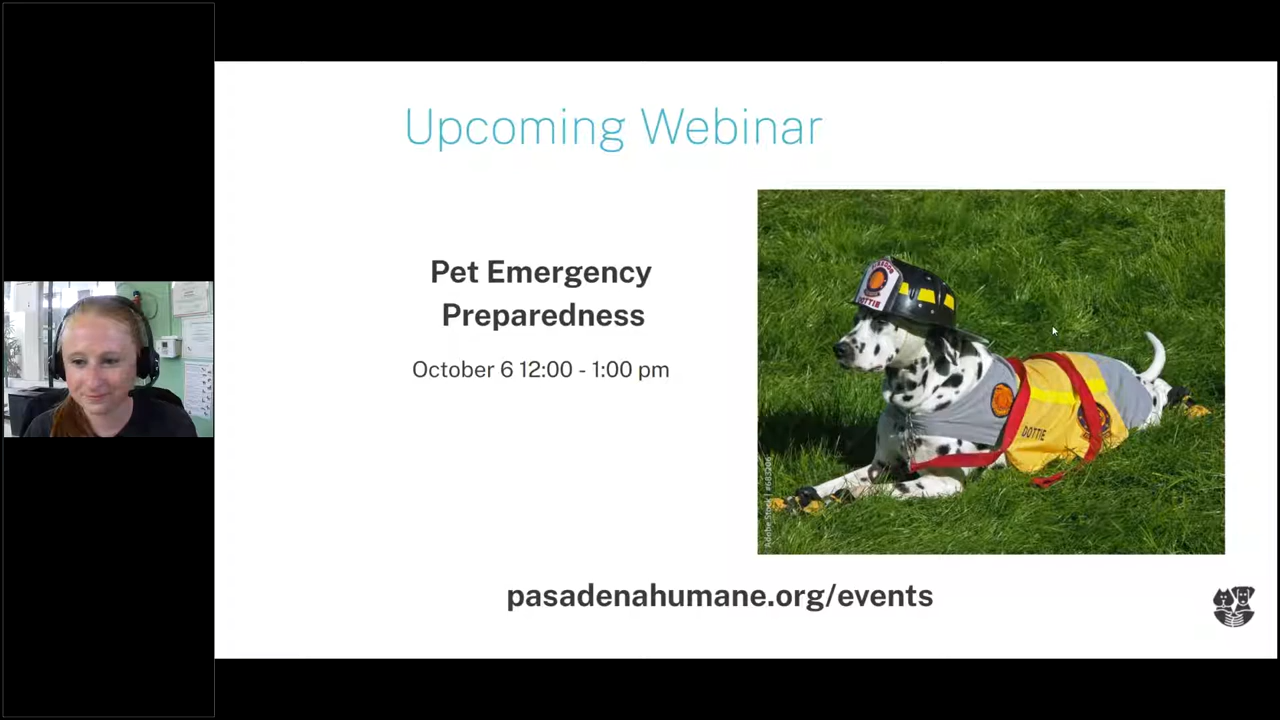 Upcoming Webinar
Pet Emergency
Preparedness
October 6 12:00 - 1:00 pm
DOTTIE
DOTTIE
pasadenahumane.org/events